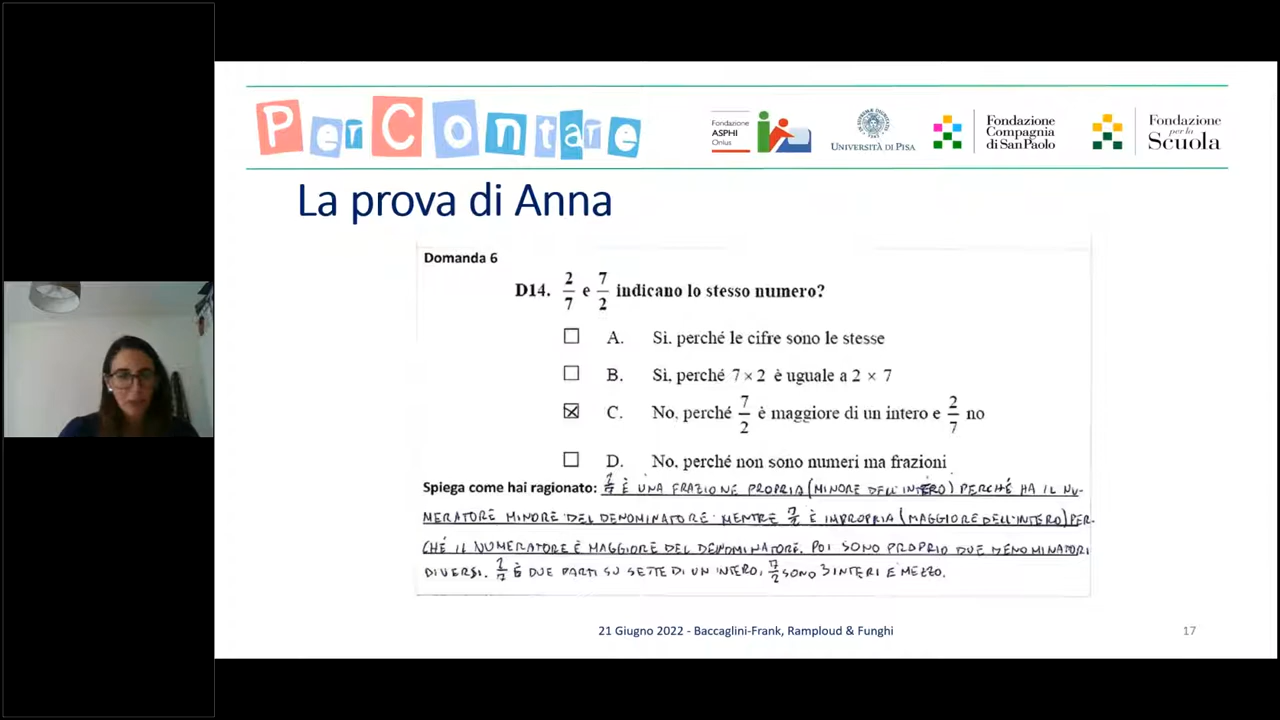 PerContare
Fondazione
ASPHI
Onlus
UNIVERSITÀ DI PISA
Fondazione
Compagnia
di San Paolo
Fondazione
per la
Scuola
La prova di Anna
Domanda 6
D14. 2/7 e 7/2 indicano lo stesso numero?
A. Si, perché le cifre sono le stesse
B. Si, perché 7 × 2 è uguale a 2 × 7
C. No, perché 7/2 è maggiore di un intero e 2/7 no
D. No, perché non sono numeri ma frazioni
Spiega come hai ragionato: 2/7 È UNA FRAZIONE PROPRIA (MINORE DELL'INTERO) PERCHÉ HA IL NU-
MERATORE MINORE DEL DENOMINATORE MENTRE 7/2 È IMPROPRIA (MAGGIORE DELL'INTERO) PER-
CHÉ IL NUMERATORE È MAGGIORE DEL DENOMINATORE. POI SONO PROPRIO DUE DENOMINATORI
DIVERSI. 2/7 È DUE PARTI SU SETTE DI UN INTERO, 7/2 SONO 3 INTERI E MEZZO.
21 Giugno 2022 - Baccaglini-Frank, Ramploud & Funghi
17